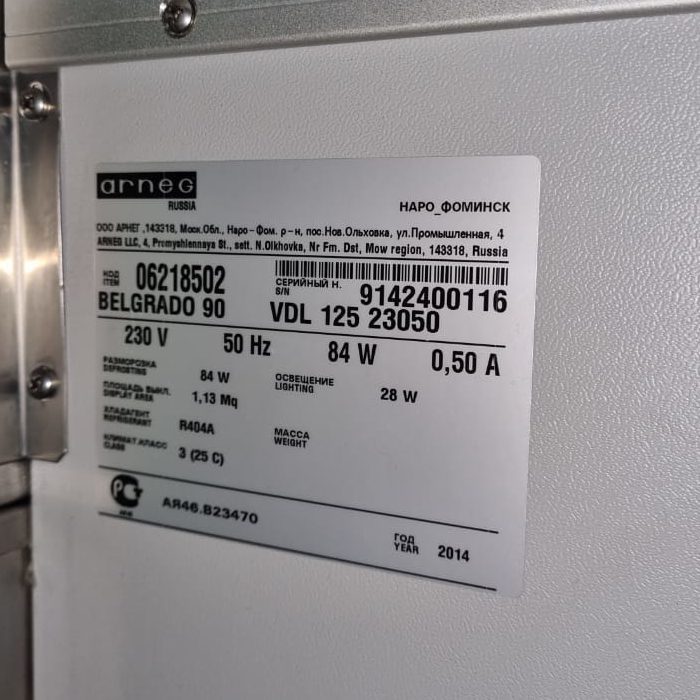 arneg
RUSSIA
НАРО_ФОМИНСК
ООО АРНЕГ ,143318, Моск.Обл., Наро-Фом. р-н, пос.Нов.Ольховка, ул.Промышленная, 4
ARNEG LLC, 4, Promyshlennaya St., sett. N.Olkhovka, Nr Fm. Dst, Mow region, 143318, Russia
КОД 06218502 СЕРИЙНЫЙ Н. 9142400116
ITEM S/N
BELGRADO 90 VDL 125 23050
230 V 50 Hz 84 W 0,50 A
РАЗМОРОЗКА 84 W ОСВЕЩЕНИЕ 28 W
DEFROSTING LIGHTING
ПЛОЩАДЬ ВЫКЛ. 1,13 Mq
DISPLAY AREA
ХЛАДАГЕНТ R404A МАССА
REFRIGERANT WEIGHT
КЛИМАТ.КЛАСС 3 (25 C)
CLASS
РСТ АЯ46.В23470
ГОД 2014
YEAR